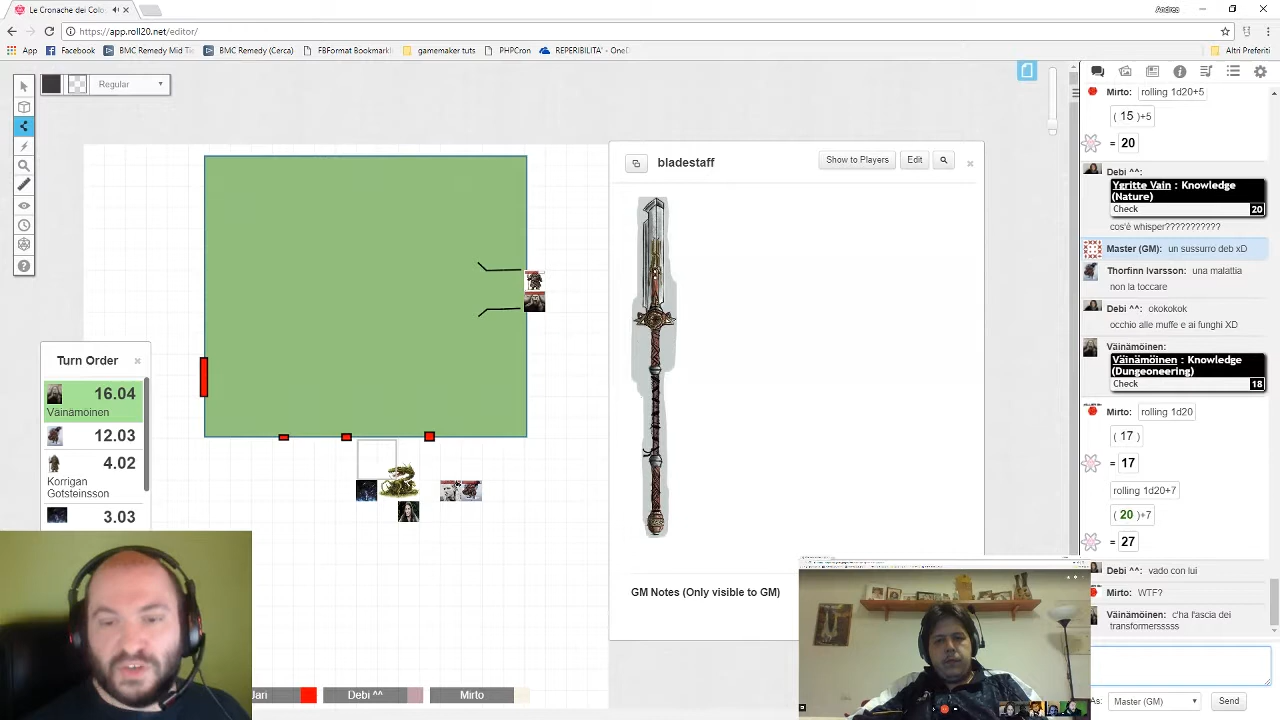 Le Cronache dei Colo
Andrea
https://app.roll20.net/editor/
App
Facebook
BMC Remedy Mid Tie
BMC Remedy (Cerca)
FBFormat Bookmarkl
gamemaker tuts
PHPCron
REPERIBILITA' - OneD
Altri Preferiti
Regular
bladestaff
Show to Players
Edit
GM Notes (Only visible to GM)
Turn Order
16.04
Väinämöinen
12.03
4.02
Korrigan
Gotsteinsson
3.03
Jari
Debi ^^
Mirto
Mirto: rolling 1d20+5
( 15 )+5
= 20
Debi ^^:
Ygritte Vain : Knowledge
(Nature)
Check 20
cos'è whisper???????????
Master (GM): un sussurro deb xD
Thorfinn Ivarsson: una malattia
non la toccare
Debi ^^: okokokok
occhio alle muffe e ai funghi XD
Väinämöinen:
Väinämöinen : Knowledge
(Dungeoneering)
Check 18
Mirto: rolling 1d20
( 17 )
= 17
rolling 1d20+7
( 20 )+7
= 27
Debi ^^: vado con lui
Mirto: WTF?
Väinämöinen: c'ha l'ascia dei
transformersssss
As: Master (GM)
Send